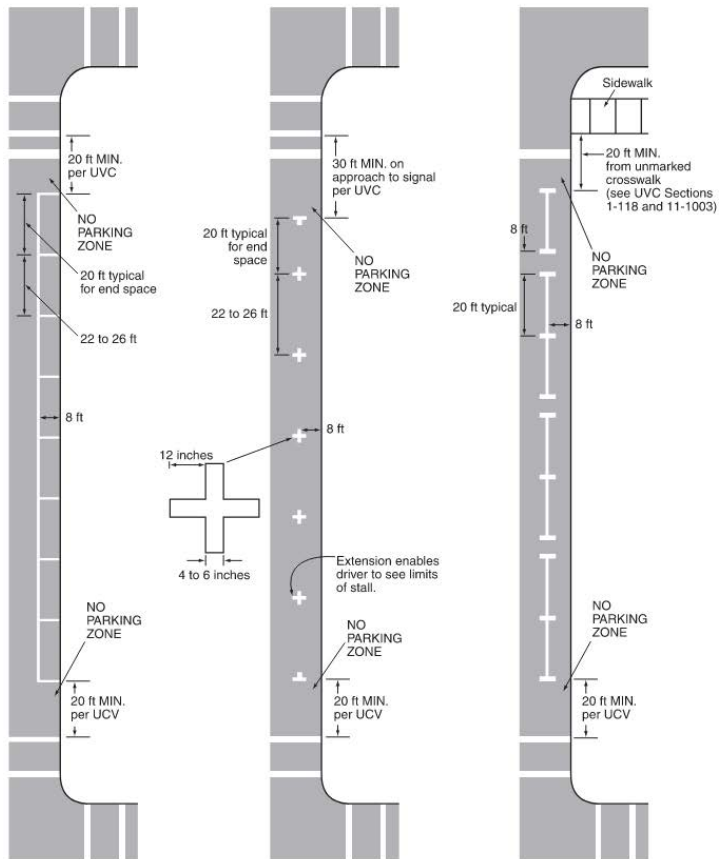 20 ft MIN.
per UVC
NO
PARKING
ZONE
20 ft typical
for end space
22 to 26 ft
8 ft
NO
PARKING
ZONE
20 ft MIN.
per UCV
30 ft MIN. on
approach to signal
per UVC
20 ft typical
for end
space
NO
PARKING
ZONE
22 to 26 ft
8 ft
12 inches
4 to 6 inches
Extension enables
driver to see limits
of stall.
NO
PARKING
ZONE
20 ft MIN.
per UCV
Sidewalk
20 ft MIN.
from unmarked
crosswalk
(see UVC Sections
1-118 and 11-1003)
8 ft
NO
PARKING
ZONE
20 ft typical
8 ft
NO
PARKING
ZONE
20 ft MIN.
per UCV